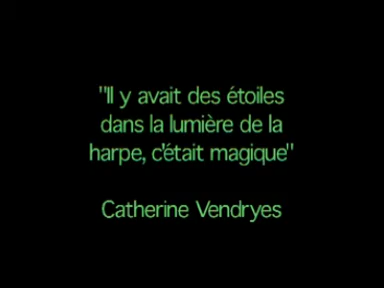 "Il y avait des étoiles
dans la lumière de la
harpe, c'était magique"
Catherine Vendryes